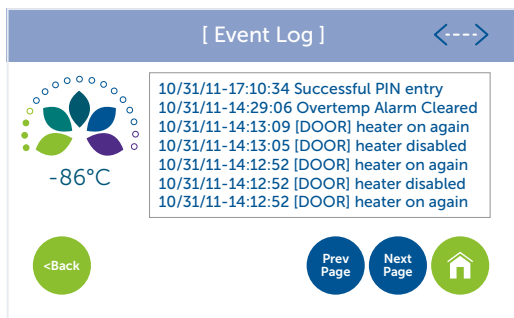 [ Event Log ]
<---->
10/31/11-17:10:34 Successful PIN entry
10/31/11-14:29:06 Overtemp Alarm Cleared
10/31/11-14:13:09 [DOOR] heater on again
10/31/11-14:13:05 [DOOR] heater disabled
10/31/11-14:12:52 [DOOR] heater on again
10/31/11-14:12:52 [DOOR] heater disabled
10/31/11-14:12:52 [DOOR] heater on again
-86°C
<Back
Prev
Page
Next
Page